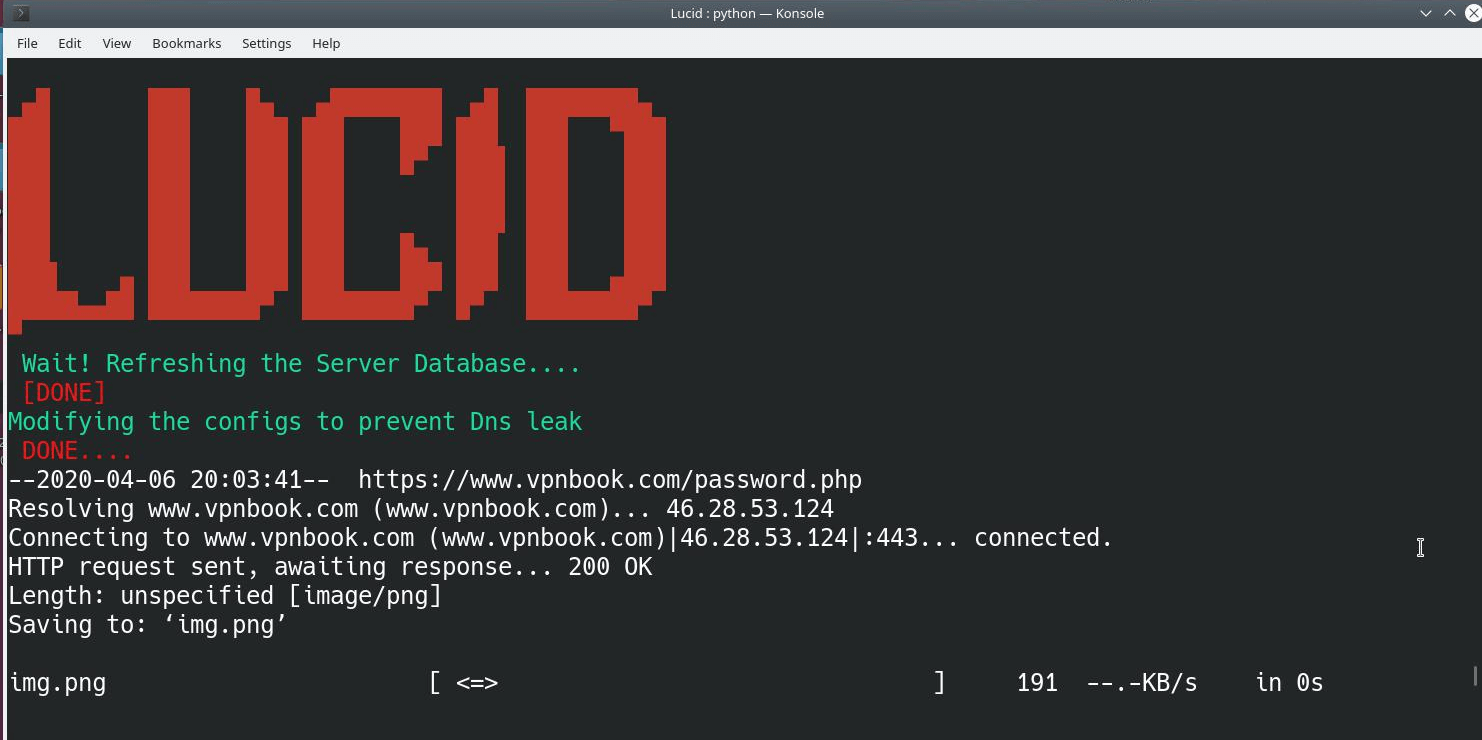 Lucid : python — Konsole
File Edit View Bookmarks Settings Help
LUCID
Wait! Refreshing the Server Database....
[DONE]
Modifying the configs to prevent Dns leak
DONE....
--2020-04-06 20:03:41-- https://www.vpnbook.com/password.php
Resolving www.vpnbook.com (www.vpnbook.com)... 46.28.53.124
Connecting to www.vpnbook.com (www.vpnbook.com)|46.28.53.124|:443... connected.
HTTP request sent, awaiting response... 200 OK
Length: unspecified [image/png]
Saving to: ‘img.png’
img.png [ <=> ] 191 --.-KB/s in 0s